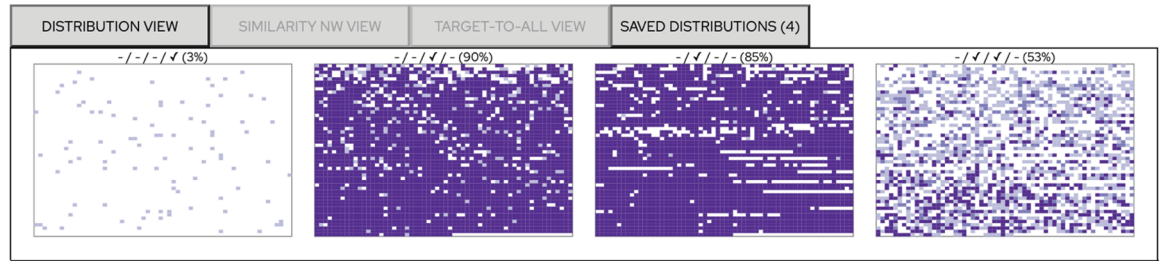 DISTRIBUTION VIEW
SIMILARITY NW VIEW
TARGET-TO-ALL VIEW
SAVED DISTRIBUTIONS (4)
- / - / - / ✓ (3%)
- / - / ✓ / - (90%)
- / ✓ / - / - (85%)
- / ✓ / ✓ / - (53%)